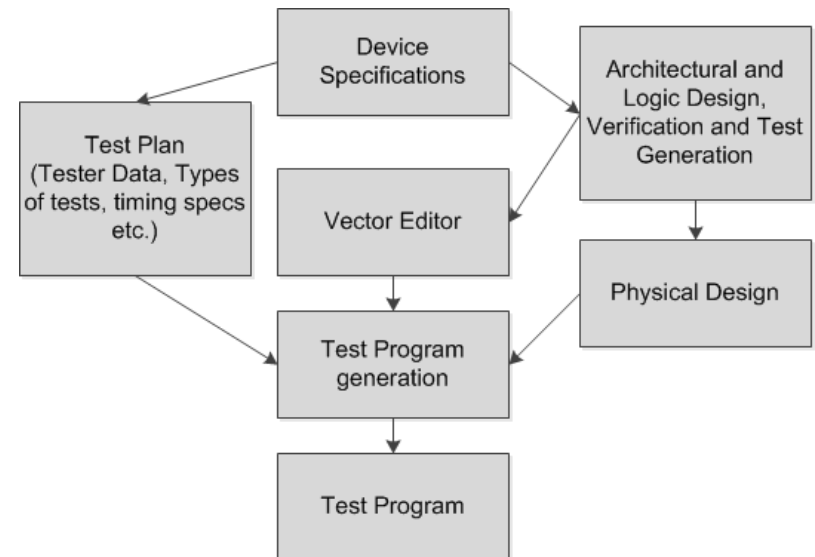 Device
Specifications
Architectural and
Logic Design,
Verification and Test
Generation
Test Plan
(Tester Data, Types
of tests, timing specs
etc.)
Vector Editor
Physical Design
Test Program
generation
Test Program